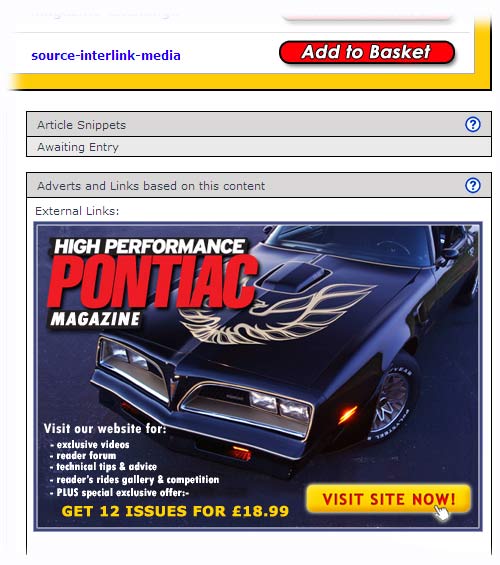 source-interlink-media
Add to Basket
Article Snippets
?
Awaiting Entry
Adverts and Links based on this content
?
External Links:
HIGH PERFORMANCE
PONTIAC
MAGAZINE
Visit our website for:
- exclusive videos
- reader forum
- technical tips & advice
- reader's rides gallery & competition
- PLUS special exclusive offer:-
GET 12 ISSUES FOR £18.99
VISIT SITE NOW!